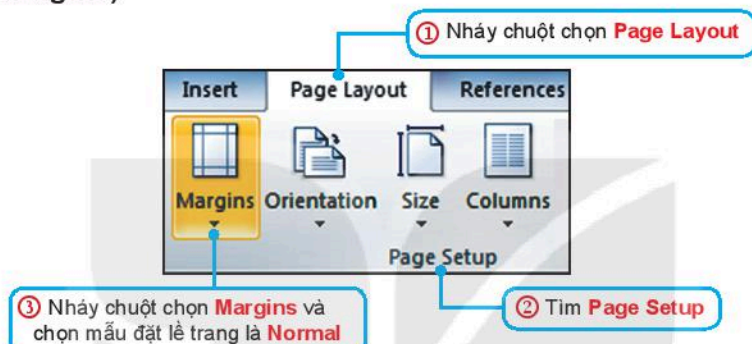 ① Nháy chuột chọn Page Layout
Insert Page Layout References
Margins Orientation Size Columns
Page Setup
③ Nháy chuột chọn Margins và
chọn mẫu đặt lề trang là Normal
② Tìm Page Setup